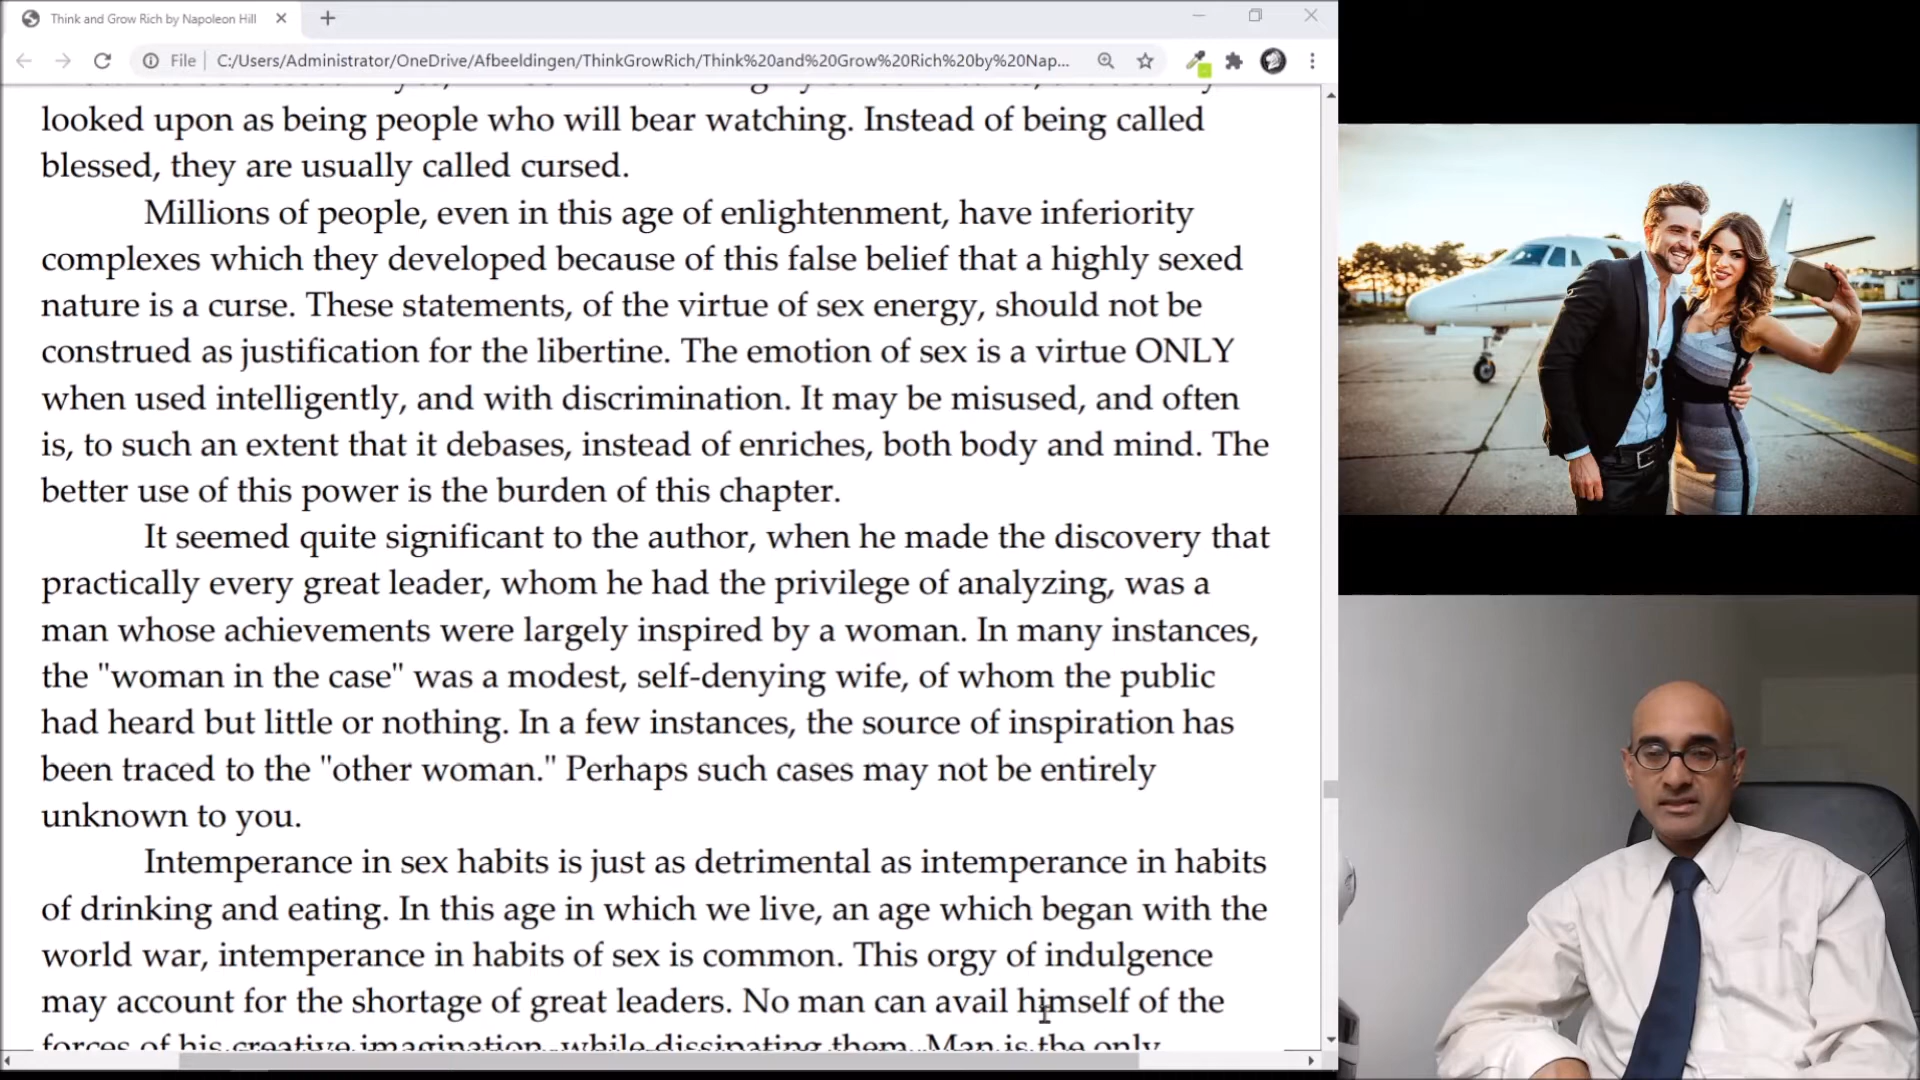 Think and Grow Rich by Napoleon Hill
File
C:/Users/Administrator/OneDrive/Afbeeldingen/ThinkGrowRich/Think%20and%20Grow%20Rich%20by%20Nap...
looked upon as being people who will bear watching. Instead of being called
blessed, they are usually called cursed.
Millions of people, even in this age of enlightenment, have inferiority
complexes which they developed because of this false belief that a highly sexed
nature is a curse. These statements, of the virtue of sex energy, should not be
construed as justification for the libertine. The emotion of sex is a virtue ONLY
when used intelligently, and with discrimination. It may be misused, and often
is, to such an extent that it debases, instead of enriches, both body and mind. The
better use of this power is the burden of this chapter.
It seemed quite significant to the author, when he made the discovery that
practically every great leader, whom he had the privilege of analyzing, was a
man whose achievements were largely inspired by a woman. In many instances,
the "woman in the case" was a modest, self-denying wife, of whom the public
had heard but little or nothing. In a few instances, the source of inspiration has
been traced to the "other woman." Perhaps such cases may not be entirely
unknown to you.
Intemperance in sex habits is just as detrimental as intemperance in habits
of drinking and eating. In this age in which we live, an age which began with the
world war, intemperance in habits of sex is common. This orgy of indulgence
may account for the shortage of great leaders. No man can avail himself of the
forces of his creative imagination, while dissipating them. Man is the only